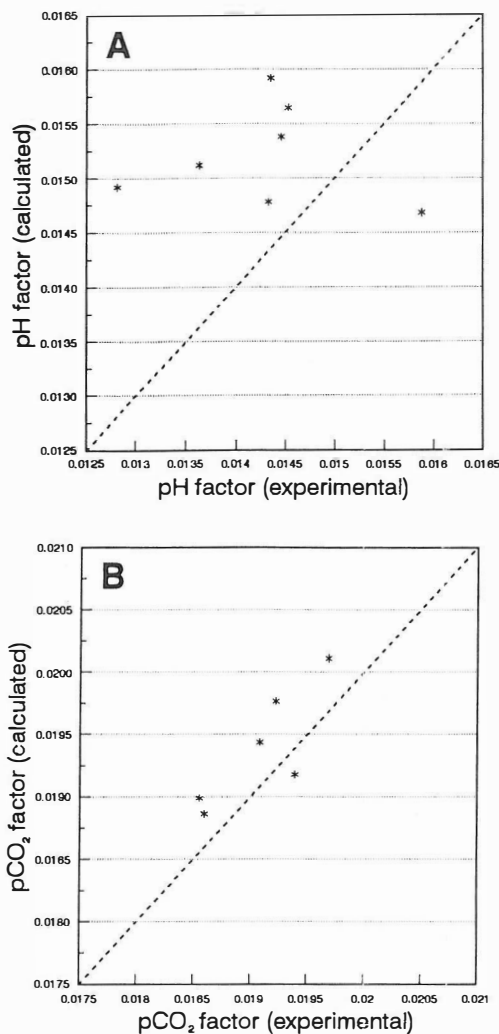 A
0.0165
0.0160
0.0155
0.0150
0.0145
0.0140
0.0135
0.0130
0.0125
pH factor (calculated)
0.0125 0.013 0.0135 0.014 0.0145 0.015 0.0155 0.016 0.0165
pH factor (experimental)
B
0.0210
0.0205
0.0200
0.0195
0.0190
0.0185
0.0180
0.0175
pCO₂ factor (calculated)
0.0175 0.018 0.0185 0.019 0.0195 0.02 0.0205 0.021
pCO₂ factor (experimental)